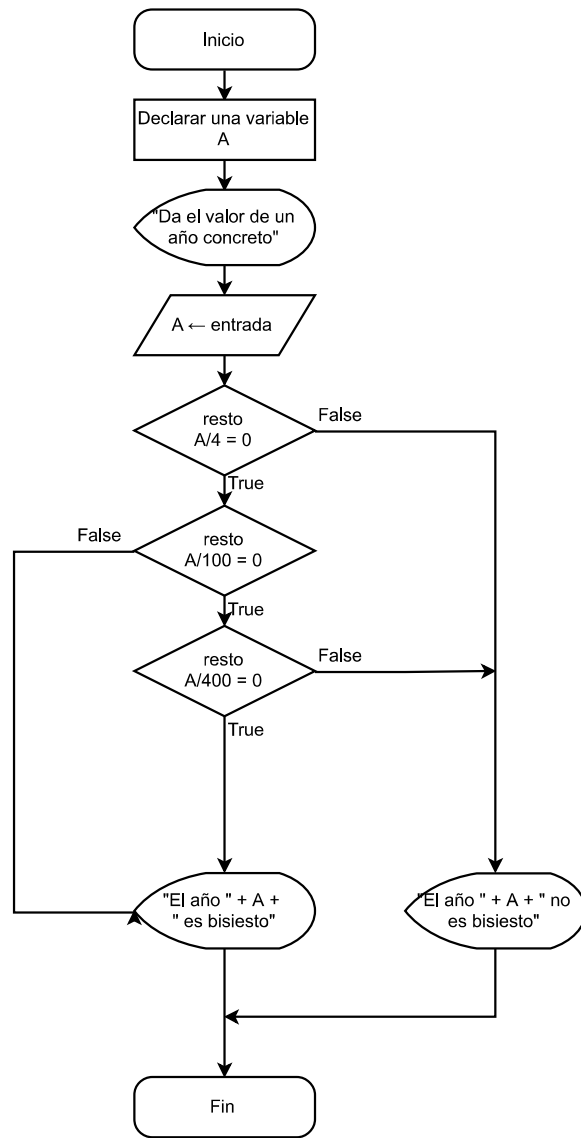 Inicio
Declarar una variable
A
"Da el valor de un
año concreto"
A ← entrada
resto
A/4 = 0
False
True
resto
A/100 = 0
False
True
resto
A/400 = 0
False
True
"El año " + A +
" es bisiesto"
"El año " + A + " no
es bisiesto"
Fin